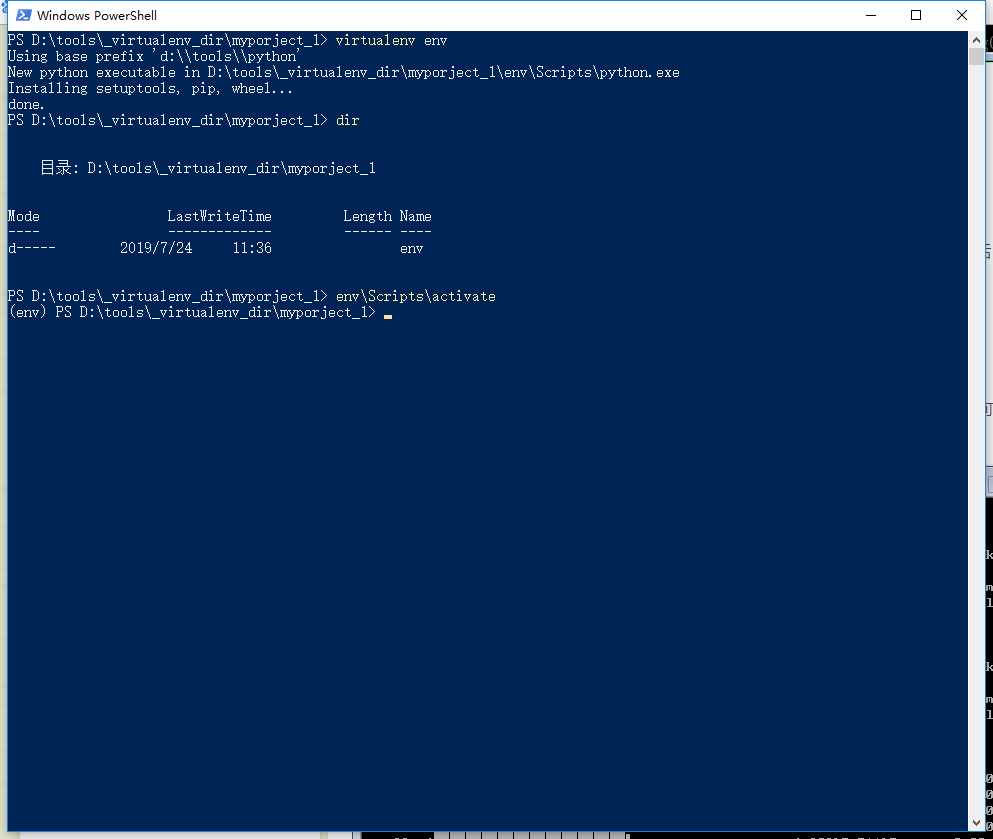 Windows PowerShell
PS D:\tools\_virtualenv_dir\myporject_1> virtualenv env
Using base prefix 'd:\\tools\\python'
New python executable in D:\tools\_virtualenv_dir\myporject_1\env\Scripts\python.exe
Installing setuptools, pip, wheel...
done.
PS D:\tools\_virtualenv_dir\myporject_1> dir
目录: D:\tools\_virtualenv_dir\myporject_1
Mode LastWriteTime Length Name
---- ------------- ------ ----
d----- 2019/7/24 11:36 env
PS D:\tools\_virtualenv_dir\myporject_1> env\Scripts\activate
(env) PS D:\tools\_virtualenv_dir\myporject_1>